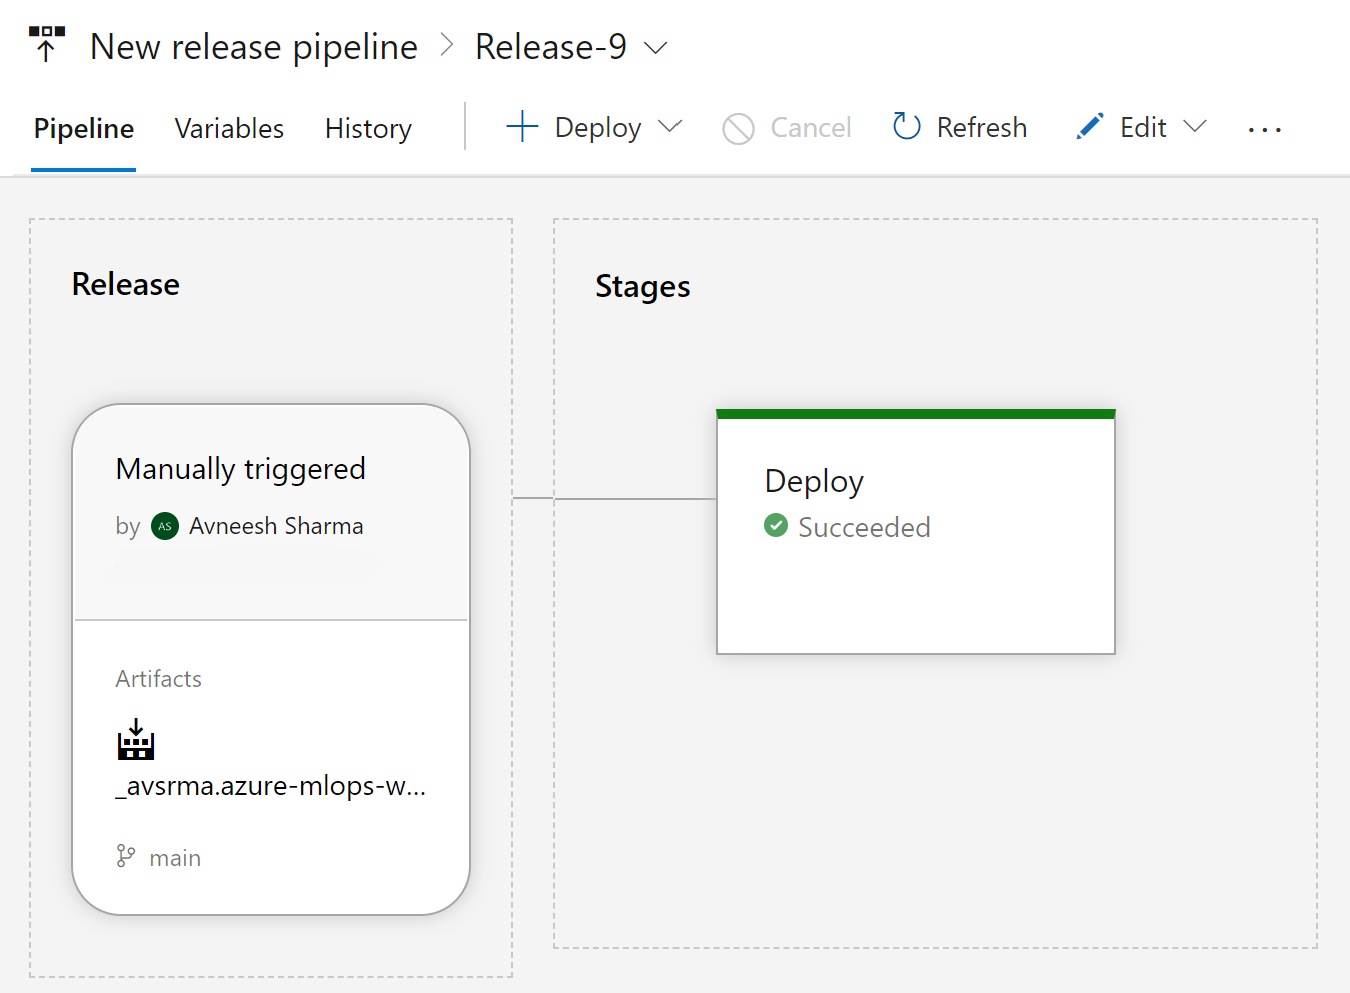 New release pipeline > Release-9
Pipeline Variables History Deploy Cancel Refresh Edit ...
Release
Stages
Manually triggered
by AS Avneesh Sharma
Deploy
Succeeded
Artifacts
_avsrma.azure-mlops-w...
main